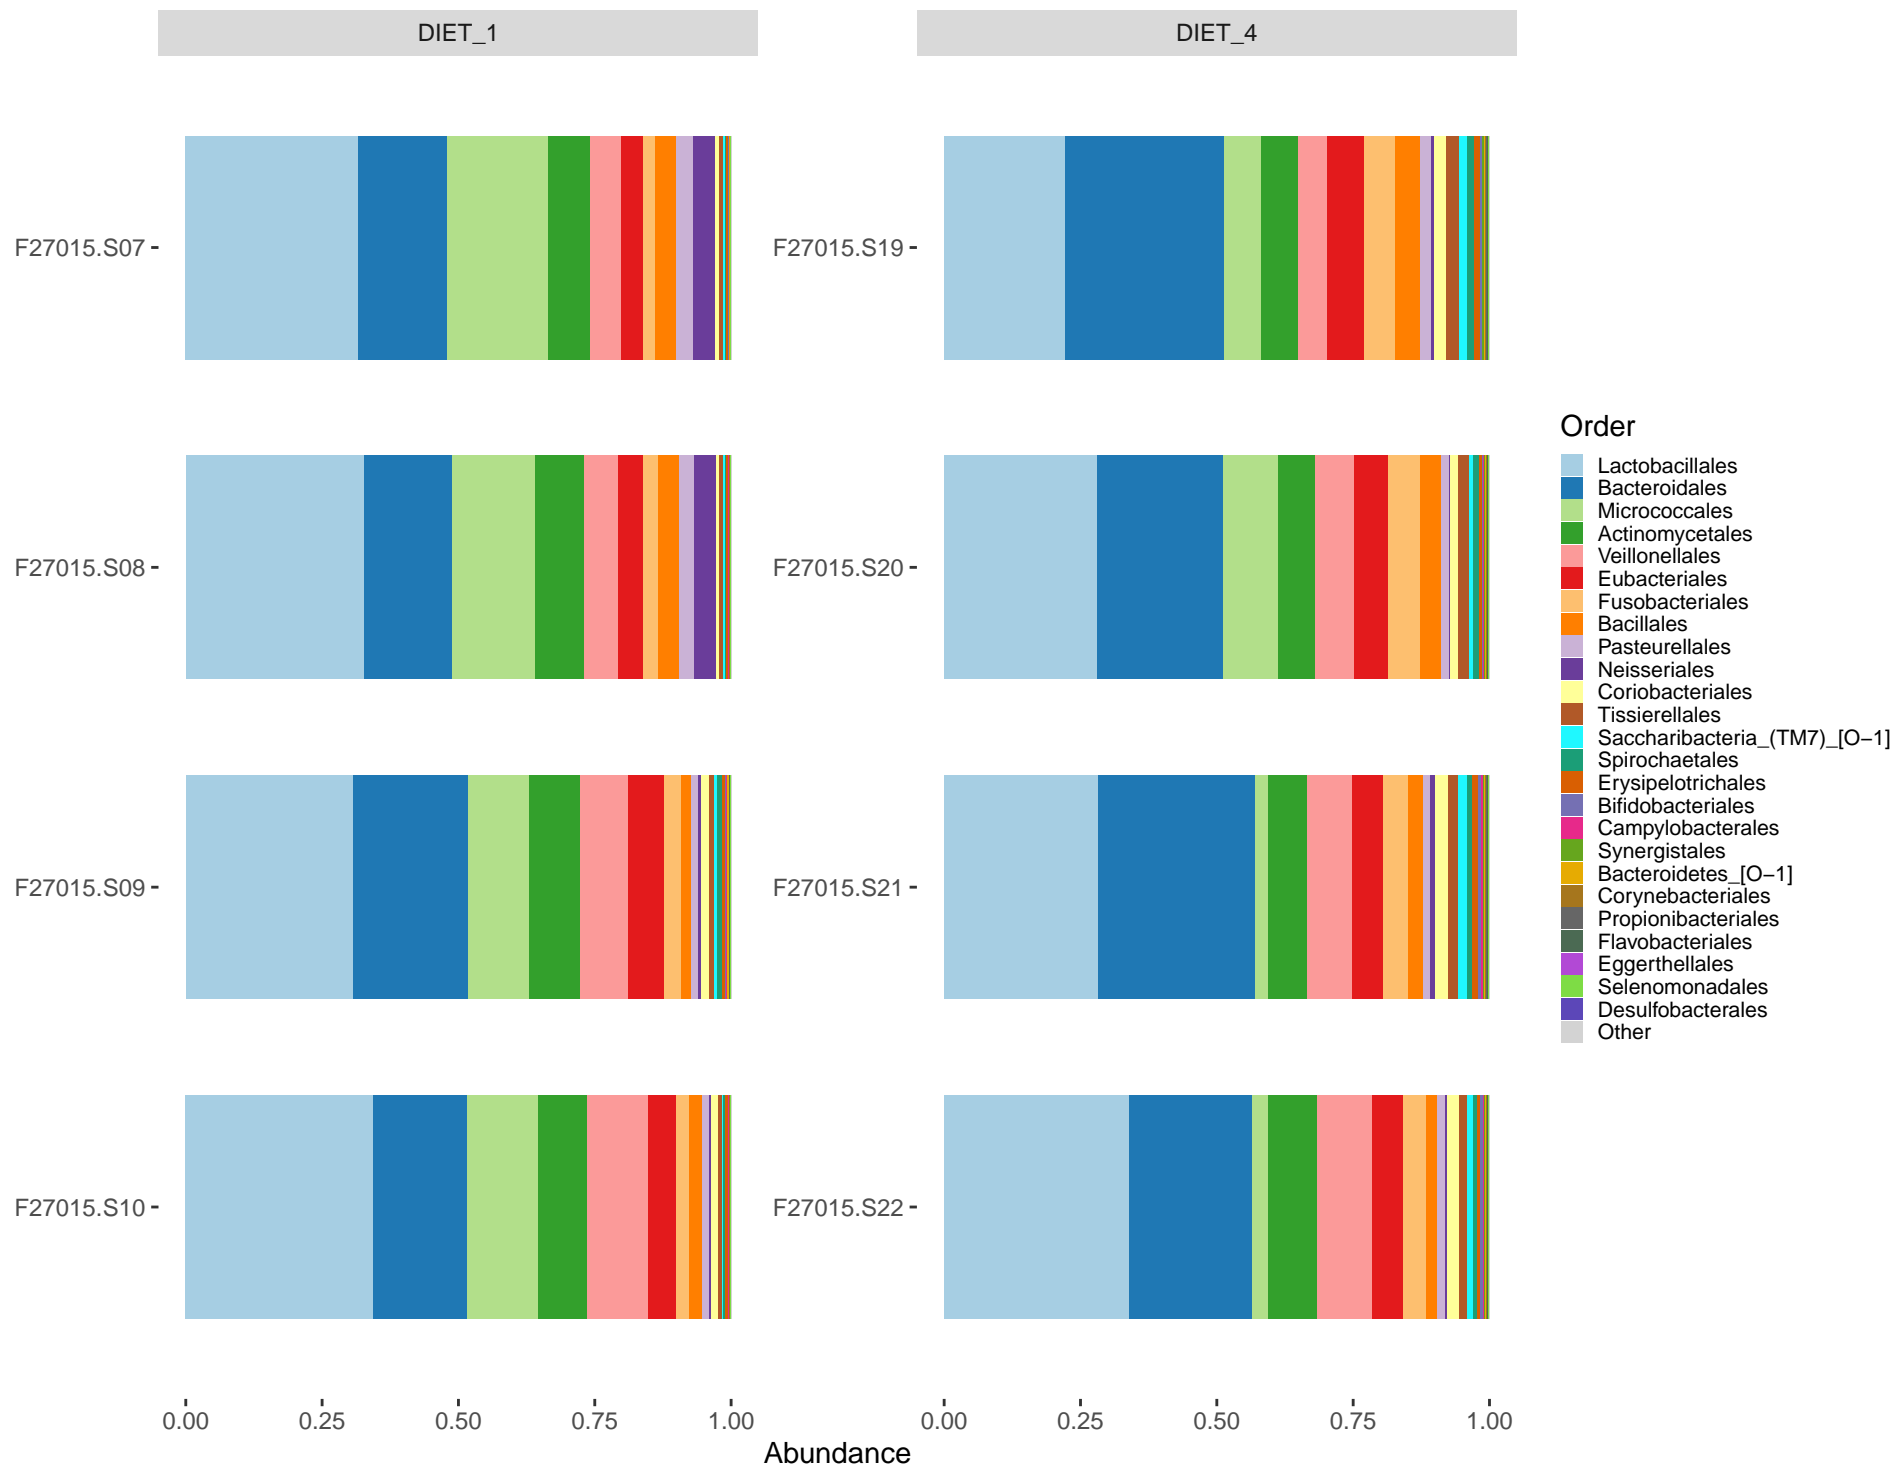 DIET_1
DIET_4
F27015.S07
F27015.S19
F27015.S08
F27015.S20
F27015.S09
F27015.S21
F27015.S10
F27015.S22
0.00 0.25 0.50 0.75 1.00
0.00 0.25 0.50 0.75 1.00
Abundance
Order
Lactobacillales
Bacteroidales
Micrococcales
Actinomycetales
Veillonellales
Eubacteriales
Fusobacteriales
Bacillales
Pasteurellales
Neisseriales
Coriobacteriales
Tissierellales
Saccharibacteria_(TM7)_[O−1]
Spirochaetales
Erysipelotrichales
Bifidobacteriales
Campylobacterales
Synergistales
Bacteroidetes_[O−1]
Corynebacteriales
Propionibacteriales
Flavobacteriales
Eggerthellales
Selenomonadales
Desulfobacterales
Other